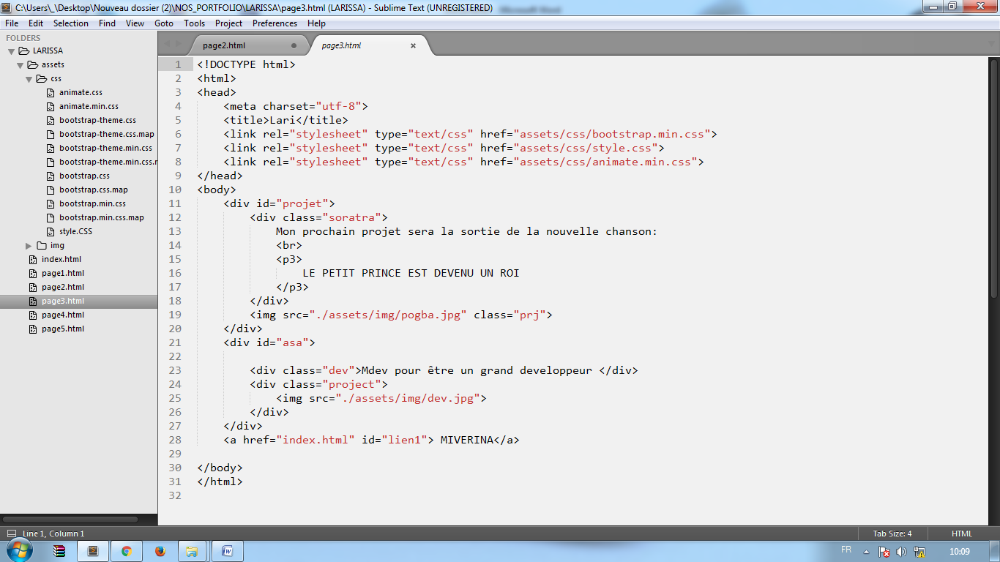 C:\Users\_\Desktop\Nouveau dossier (2)\NOS_PORTFOLIO\LARISSA\page3.html (LARISSA) - Sublime Text (UNREGISTERED)
File Edit Selection Find View Goto Tools Project Preferences Help
FOLDERS
LARISSA
assets
css
animate.css
animate.min.css
bootstrap-theme.css
bootstrap-theme.css.map
bootstrap-theme.min.css
bootstrap-theme.min.css.r
bootstrap.css
bootstrap.css.map
bootstrap.min.css
bootstrap.min.css.map
style.CSS
img
index.html
page1.html
page2.html
page3.html
page4.html
page5.html
page2.html page3.html
1 <!DOCTYPE html>
2 <html>
3 <head>
4 <meta charset="utf-8">
5 <title>Lari</title>
6 <link rel="stylesheet" type="text/css" href="assets/css/bootstrap.min.css">
7 <link rel="stylesheet" type="text/css" href="assets/css/style.css">
8 <link rel="stylesheet" type="text/css" href="assets/css/animate.min.css">
9 </head>
10 <body>
11 <div id="projet">
12 <div class="soratra">
13 Mon prochain projet sera la sortie de la nouvelle chanson:
14 <br>
15 <p3>
16 LE PETIT PRINCE EST DEVENU UN ROI
17 </p3>
18 </div>
19 <img src="./assets/img/pogba.jpg" class="prj">
20 </div>
21 <div id="asa">
22
23 <div class="dev">Mdev pour être un grand developpeur </div>
24 <div class="project">
25 <img src="./assets/img/dev.jpg">
26 </div>
27 </div>
28 <a href="index.html" id="lien1"> MIVERINA</a>
29
30 </body>
31 </html>
32
Line 1, Column 1 Tab Size: 4 HTML
FR 10:09